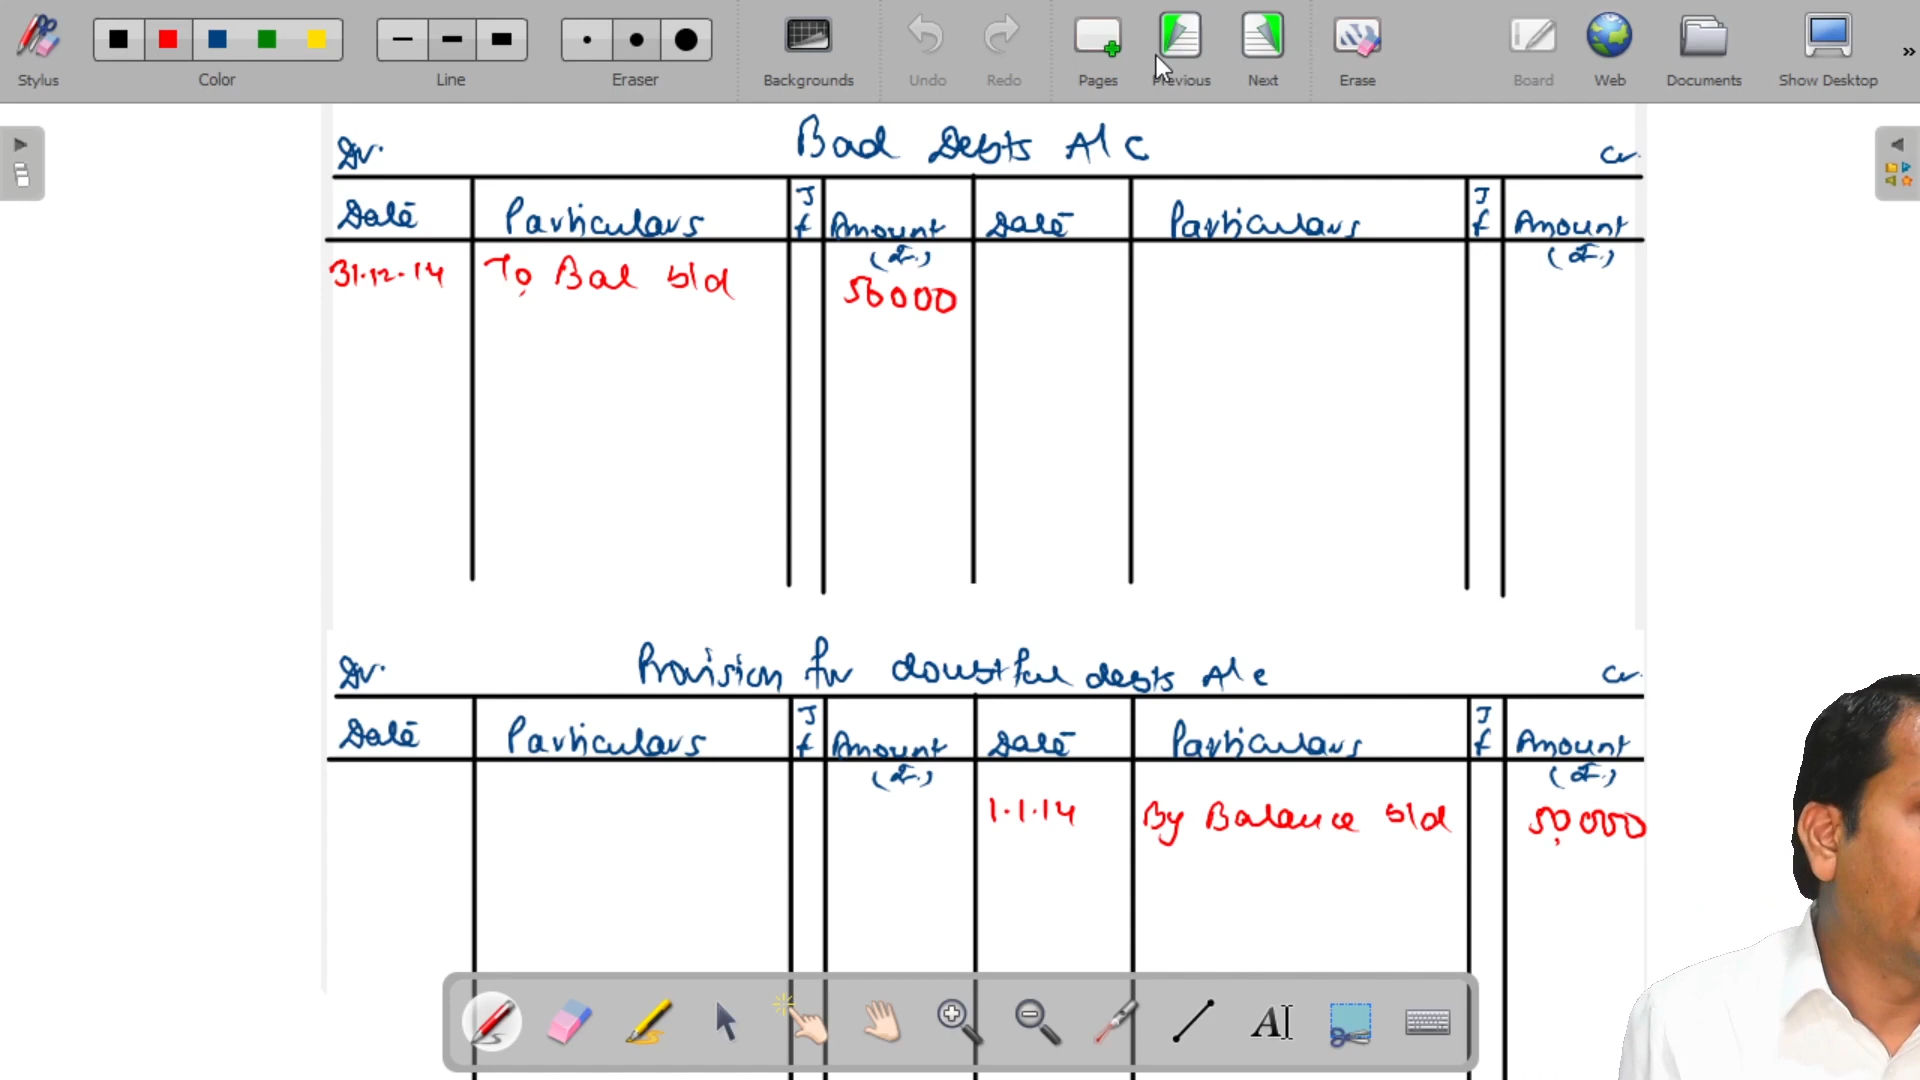 Stylus Color Line Eraser Backgrounds Undo Redo Pages Previous Next Erase Board Web Documents Show Desktop »
Dr. Bad Debts A/c Cr.
Date Particulars J f Amount Date Particulars J f Amount
(₹.) (₹.)
31.12.14 To Bal b/d 50000
Dr. Provision for doubtful debts A/c Cr.
Date Particulars J f Amount Date Particulars J f Amount
(₹.) (₹.)
1.1.14 By Balance b/d 50,000